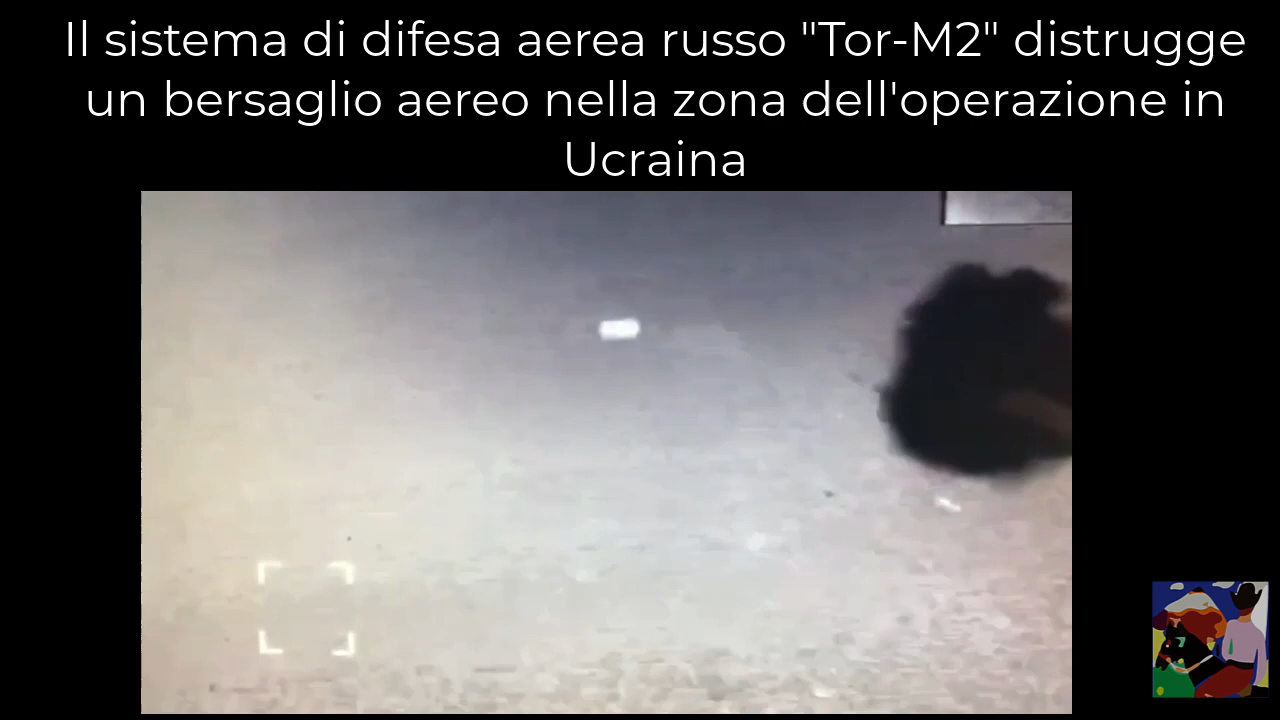 Il sistema di difesa aerea russo "Tor-M2" distrugge
un bersaglio aereo nella zona dell'operazione in
Ucraina